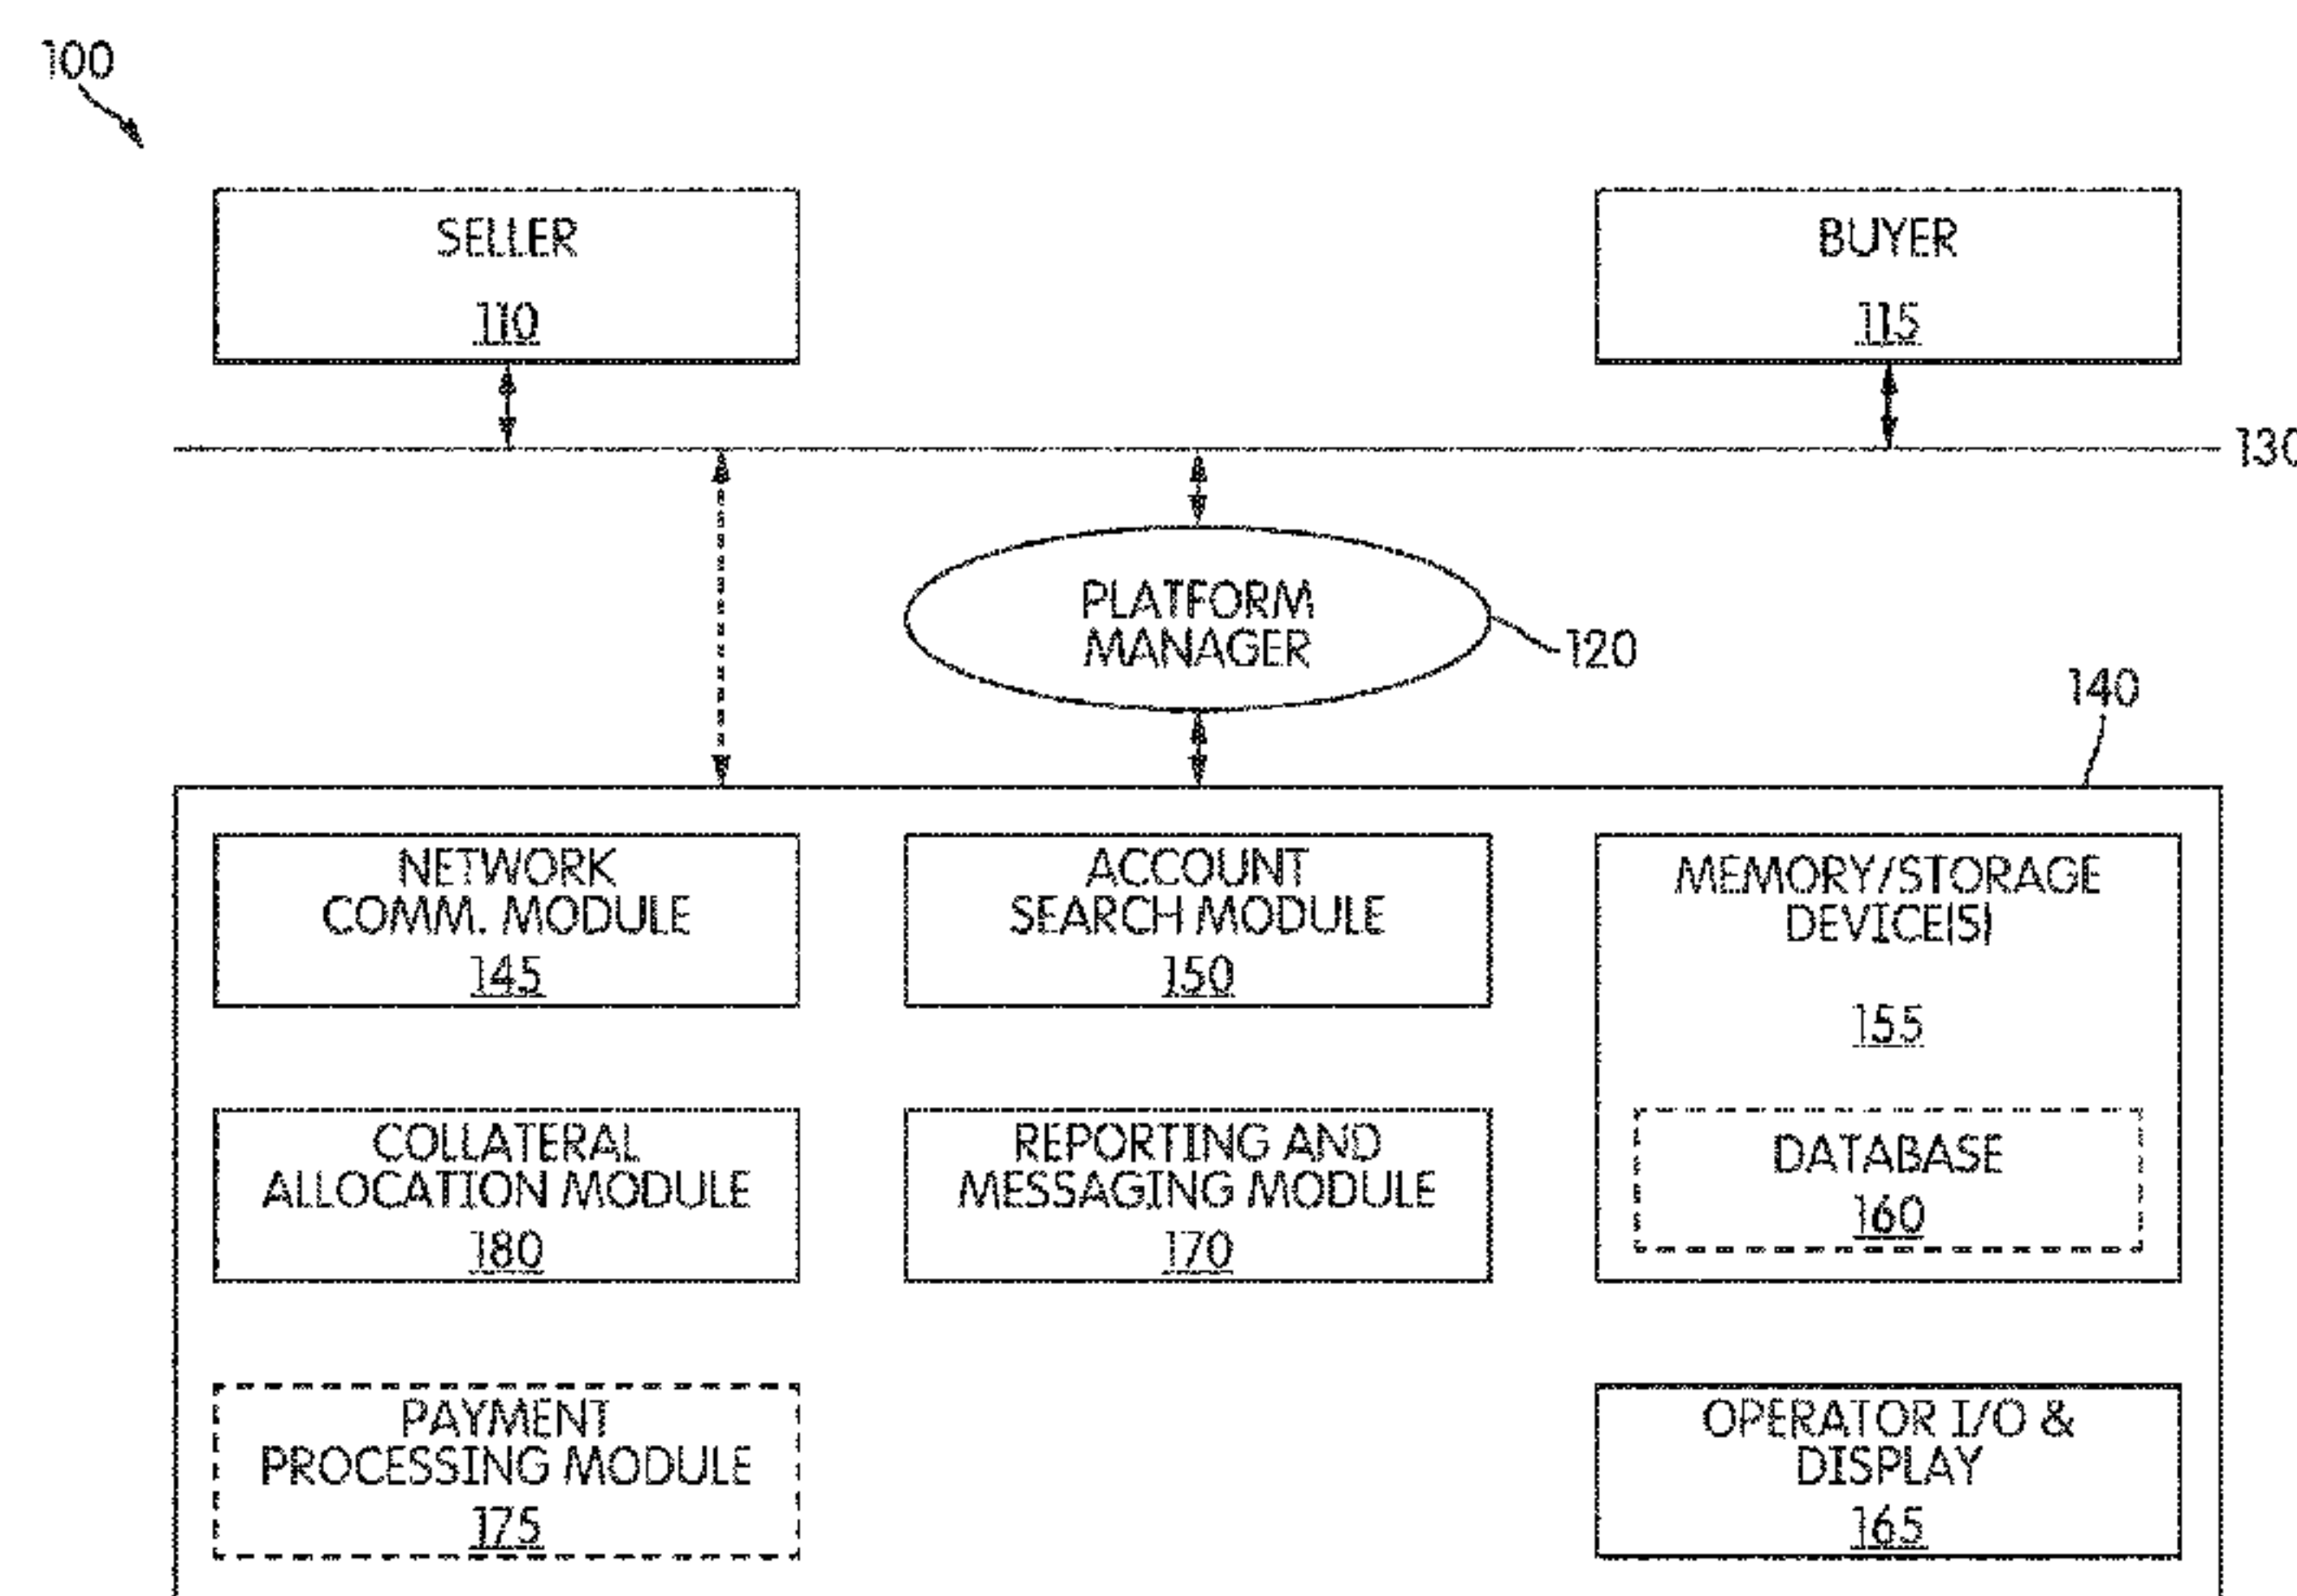 100
SELLER
110
BUYER
115
130
PLATFORM
MANAGER
120
140
NETWORK
COMM. MODULE
145
ACCOUNT
SEARCH MODULE
150
MEMORY/STORAGE
DEVICE(S)
155
COLLATERAL
ALLOCATION MODULE
180
REPORTING AND
MESSAGING MODULE
170
DATABASE
160
PAYMENT
PROCESSING MODULE
175
OPERATOR I/O &
DISPLAY
165